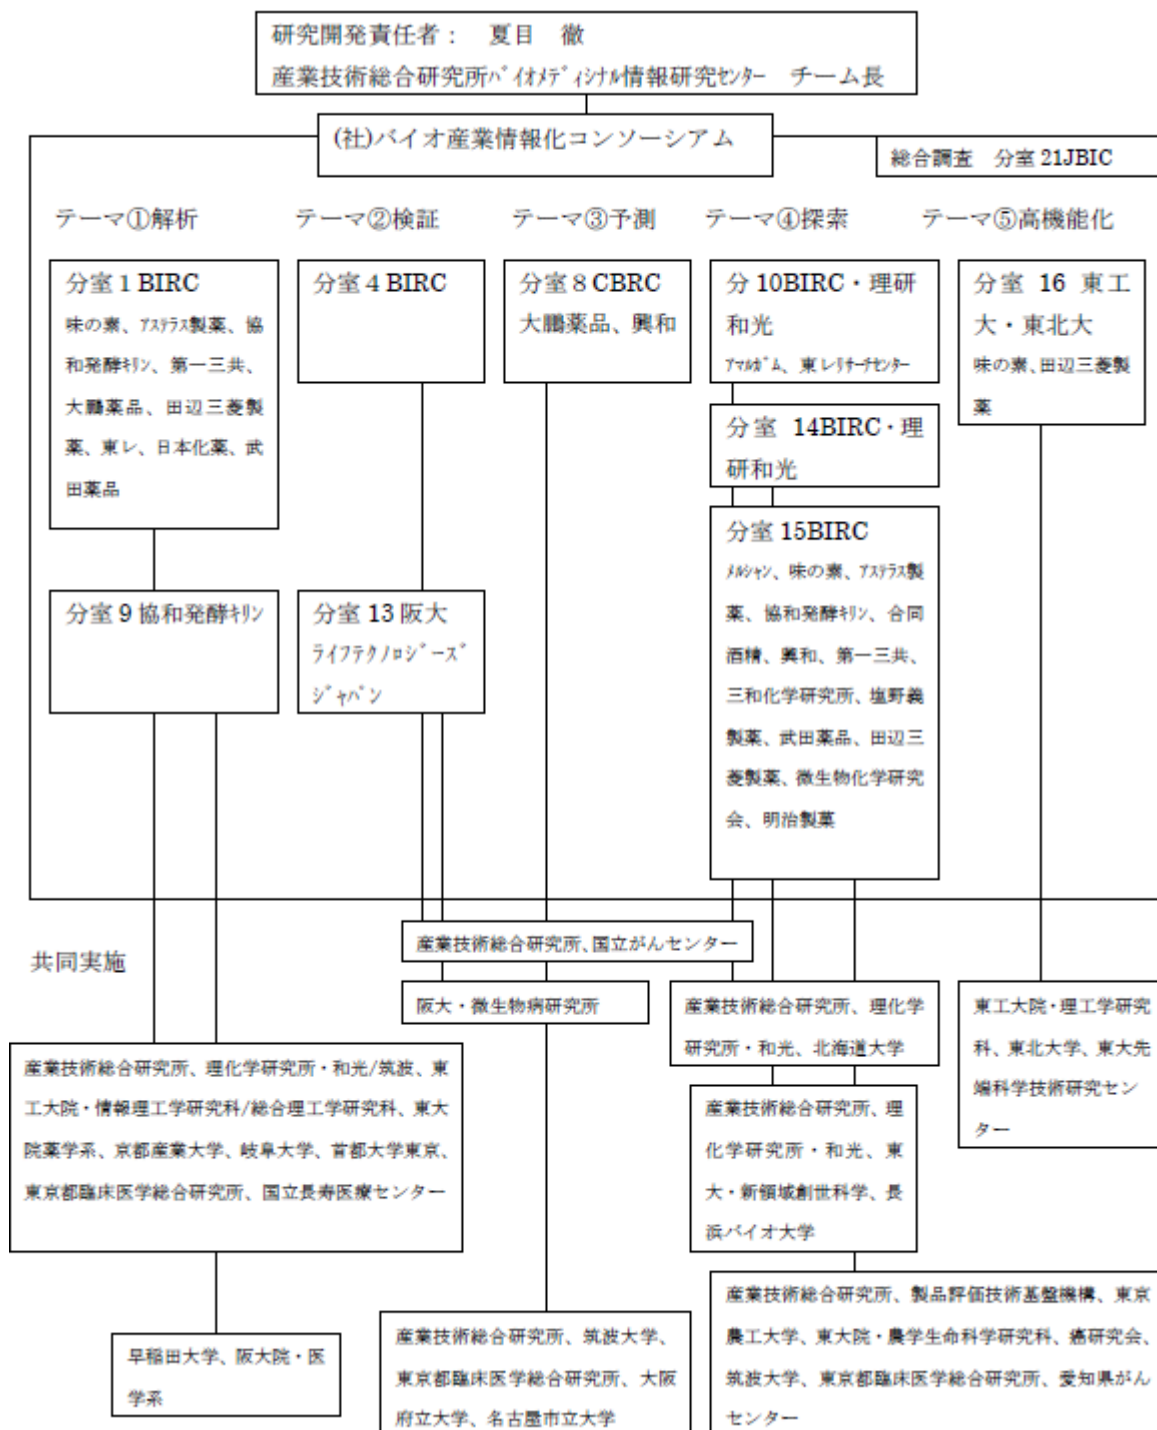 研究開発責任者： 夏目 徹
産業技術総合研究所ﾊﾞｲｵﾒﾃﾞｨｼﾅﾙ情報研究ｾﾝﾀｰ チーム長
(社)バイオ産業情報化コンソーシアム
総合調査 分室 21JBIC
テーマ①解析
テーマ②検証
テーマ③予測
テーマ④探索
テーマ⑤高機能化
分室 1 BIRC
味の素、ｱｽﾃﾗｽ製薬、協
和発酵ｷﾘﾝ、第一三共、
大鵬薬品、田辺三菱製
薬、東レ、日本化薬、武
田薬品
分室 4 BIRC
分室 8 CBRC
大鵬薬品、興和
分 10BIRC・理研
和光
ｱﾏﾙｶﾞﾑ、東レﾘｻｰﾁｾﾝﾀｰ
分室 16 東工
大・東北大
味の素、田辺三菱製
薬
分室 14BIRC・理
研和光
分室 15BIRC
ﾒﾙｼｬﾝ、味の素、ｱｽﾃﾗｽ製
薬、協和発酵ｷﾘﾝ、合同
酒精、興和、第一三共、
三和化学研究所、塩野義
製薬、武田薬品、田辺三
菱製薬、微生物化学研究
会、明治製菓
分室 9 協和発酵ｷﾘﾝ
分室 13 阪大
ﾗｲﾌﾃｸﾉﾛｼﾞｰｽﾞ
ｼﾞｬﾊﾟﾝ
共同実施
産業技術総合研究所、国立がんセンター
阪大・微生物病研究所
産業技術総合研究所、理化学
研究所・和光、北海道大学
東工大院・理工学研究
科、東北大学、東大先
端科学技術研究セン
ター
産業技術総合研究所、理化学研究所・和光/筑波、東
工大院・情報理工学研究科/総合理工学研究科、東大
院薬学系、京都産業大学、岐阜大学、首都大学東京、
東京都臨床医学総合研究所、国立長寿医療センター
産業技術総合研究所、理
化学研究所・和光、東
大・新領域創世科学、長
浜バイオ大学
早稲田大学、阪大院・医
学系
産業技術総合研究所、筑波大学、
東京都臨床医学総合研究所、大阪
府立大学、名古屋市立大学
産業技術総合研究所、製品評価技術基盤機構、東京
農工大学、東大院・農学生命科学研究科、癌研究会、
筑波大学、東京都臨床医学総合研究所、愛知県がん
センター